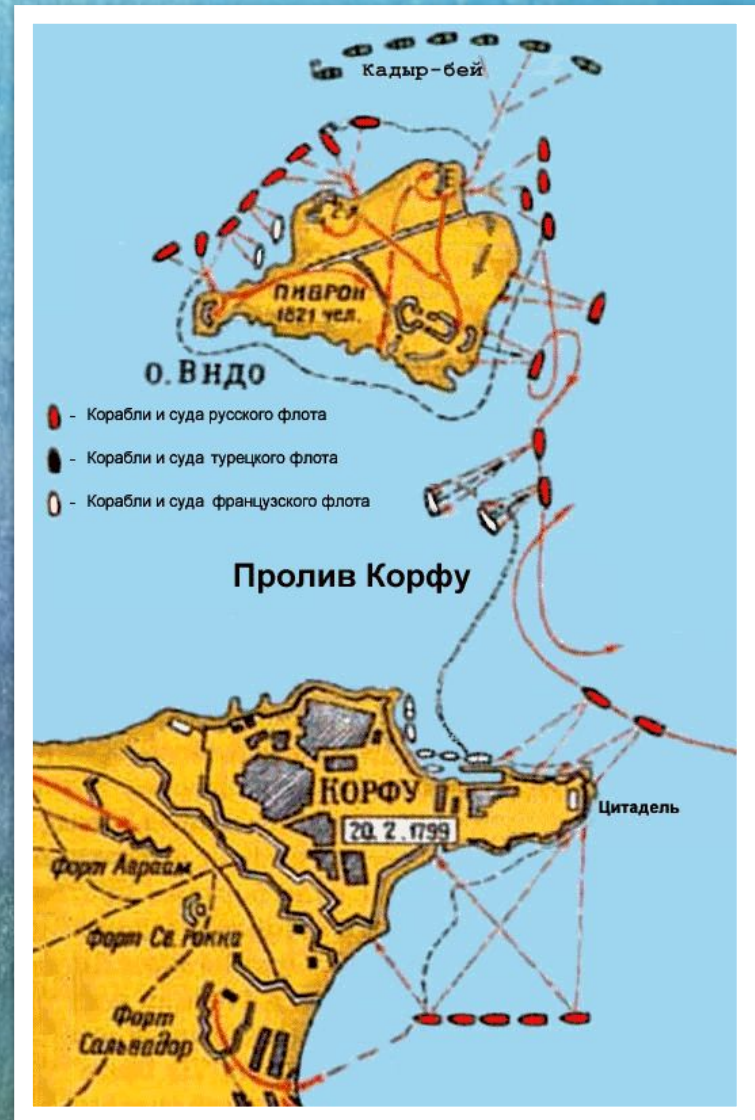 Кадыр-бей
ПИВРОН
1821 чел.
О. ВИДО
- Корабли и суда русского флота
- Корабли и суда турецкого флота
- Корабли и суда французского флота
Пролив Корфу
КОРФУ
20. 2. 1799
Цитадель
Форт Авраам
Форт Св. Рокка
Форт
Сальвадор